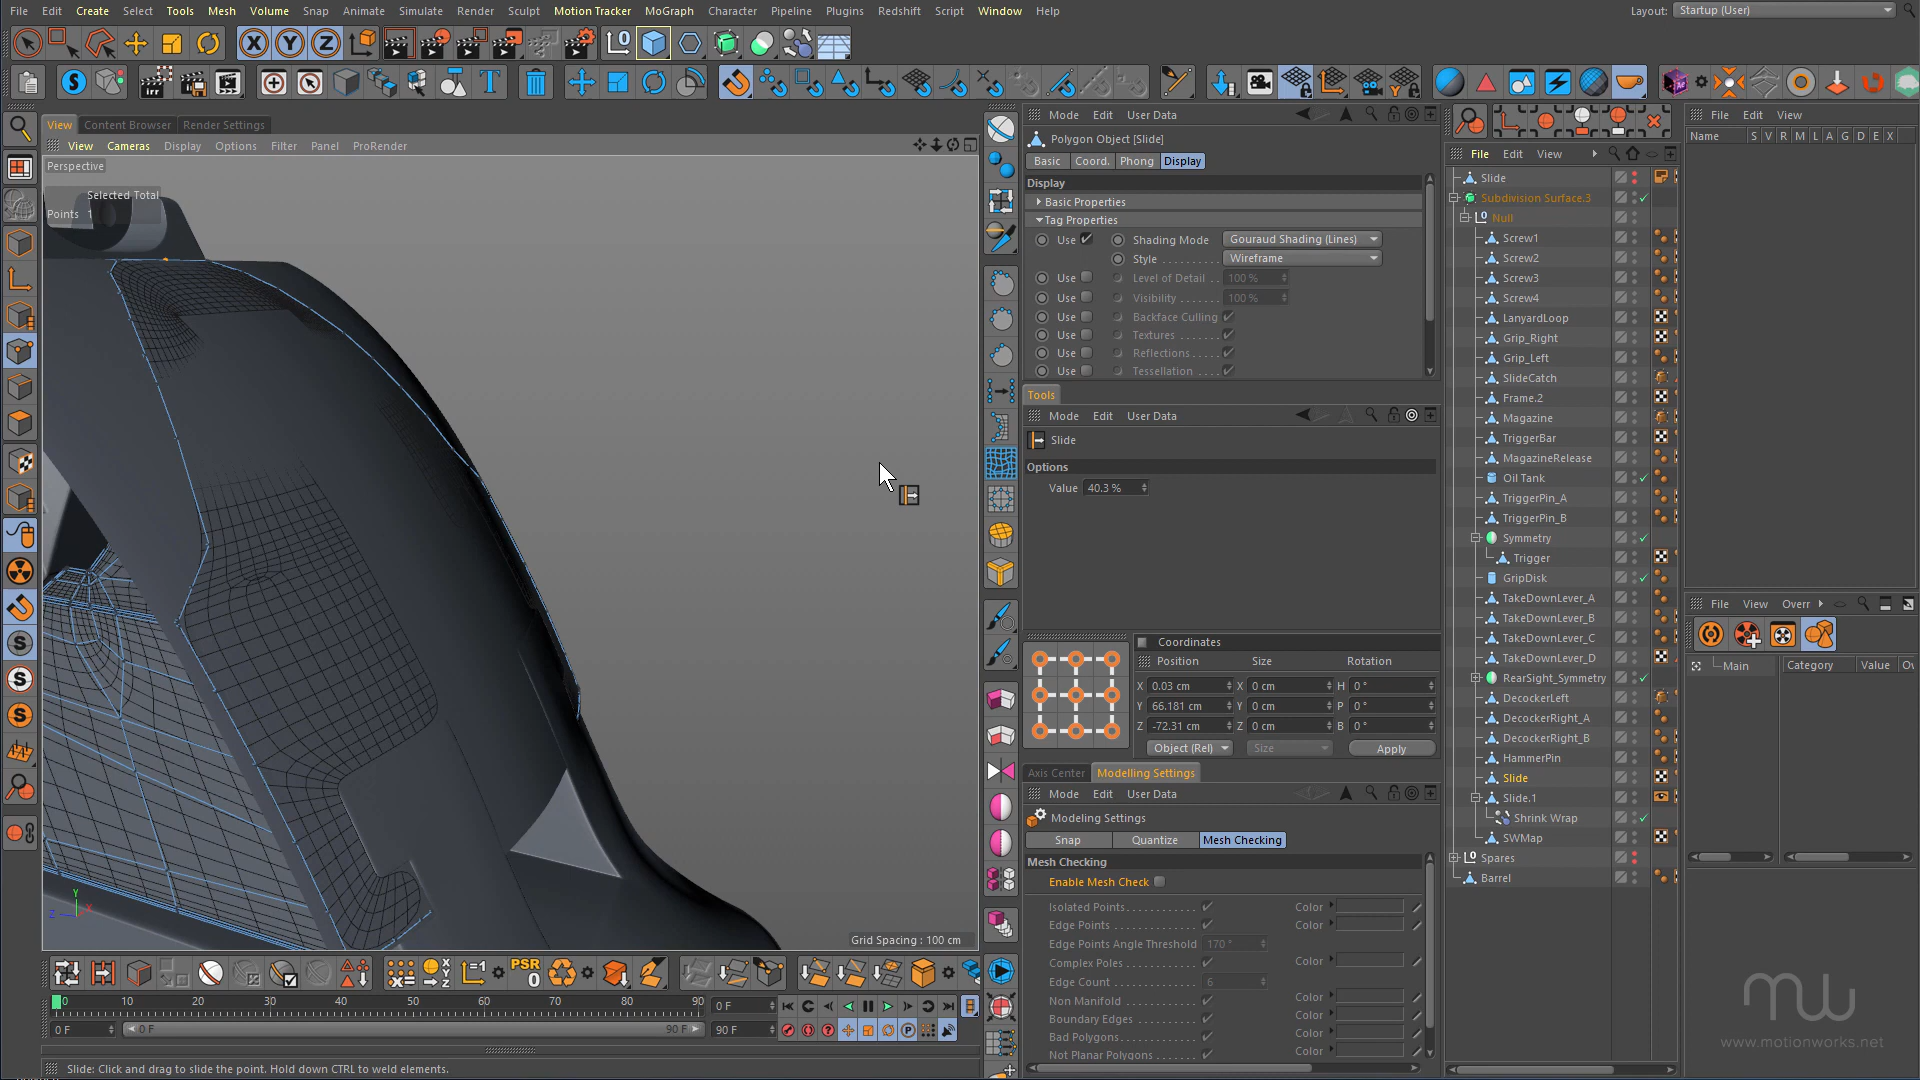 File Edit Create Select Tools Mesh Volume Snap Animate Simulate Render Sculpt Motion Tracker MoGraph Character Pipeline Plugins Redshift Script Window Help Layout: Startup (User)
View Content Browser Render Settings
View Cameras Display Options Filter Panel ProRender
Perspective
Selected Total
Points 1
Grid Spacing : 100 cm
Mode Edit User Data
Polygon Object [Slide]
Basic Coord. Phong Display
Display
Basic Properties
Tag Properties
Use Shading Mode Gouraud Shading (Lines)
Style Wireframe
Use Level of Detail 100 %
Use Visibility 100 %
Use Backface Culling
Use Textures
Use Reflections
Use Tessellation
Tools
Mode Edit User Data
Slide
Options
Value 40.3 %
Coordinates
Position Size Rotation
X 0.03 cm X 0 cm H 0 °
Y 66.181 cm Y 0 cm P 0 °
Z -72.31 cm Z 0 cm B 0 °
Object (Rel) Size Apply
Axis Center Modelling Settings
Mode Edit User Data
Modeling Settings
Snap Quantize Mesh Checking
Mesh Checking
Enable Mesh Check
Isolated Points Color
Edge Points Color
Edge Points Angle Threshold 170 °
Complex Poles Color
Edge Count 6
Non Manifold Color
Boundary Edges Color
Bad Polygons Color
Not Planar Polygons Color
File Edit View
Slide
Subdivision Surface.3
Null
Screw1
Screw2
Screw3
Screw4
LanyardLoop
Grip_Right
Grip_Left
SlideCatch
Frame.2
Magazine
TriggerBar
MagazineRelease
Oil Tank
TriggerPin_A
TriggerPin_B
Symmetry
Trigger
GripDisk
TakeDownLever_A
TakeDownLever_B
TakeDownLever_C
TakeDownLever_D
RearSight_Symmetry
DecockerLeft
DecockerRight_A
DecockerRight_B
HammerPin
Slide
Slide.1
Shrink Wrap
SWMap
Spares
Barrel
File Edit View
Name S V R M L A G D E X
File View Overr
Main Category Value Ov
PSR
0
0 10 20 30 40 50 60 70 80 90 0 F
0 F 0 F 90 F 90 F
Slide: Click and drag to slide the point. Hold down CTRL to weld elements.
mw
www.motionworks.net